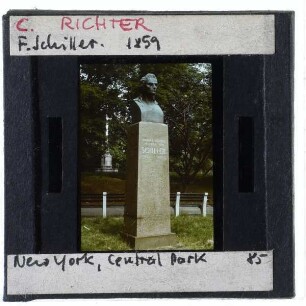 C. RICHTER
F. Schiller. 1859
SCHILLER
New York, Central Park 85